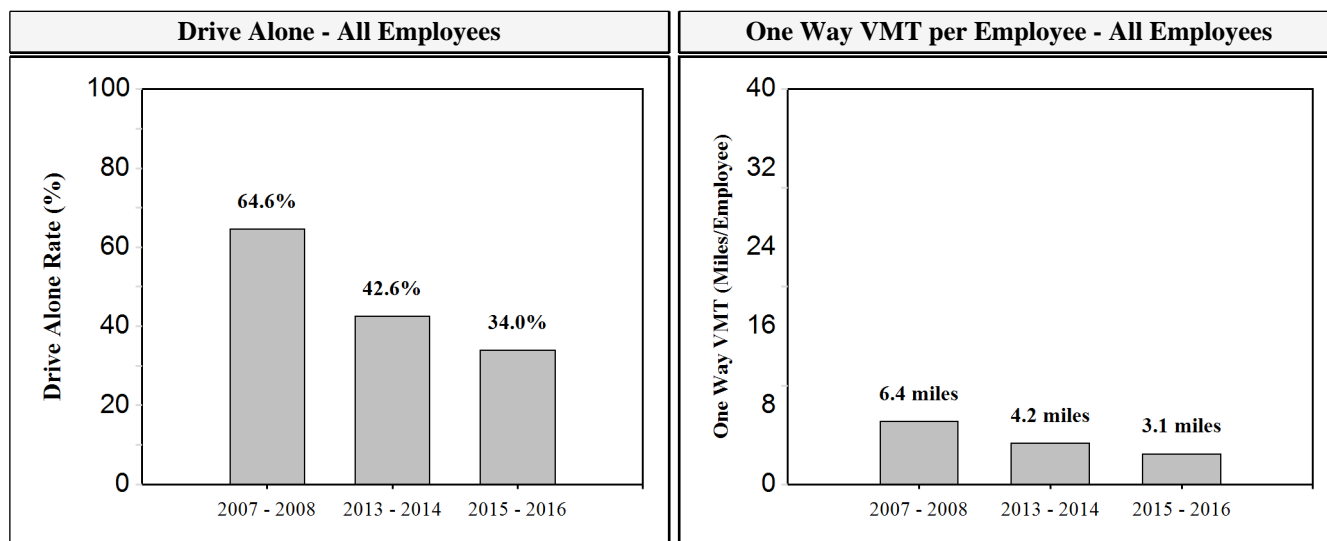 Drive Alone - All Employees
Drive Alone Rate (%)
100
80
60
40
20
0
64.6%
42.6%
34.0%
2007 - 2008
2013 - 2014
2015 - 2016
One Way VMT per Employee - All Employees
One Way VMT (Miles/Employee)
40
32
24
16
8
0
6.4 miles
4.2 miles
3.1 miles
2007 - 2008
2013 - 2014
2015 - 2016